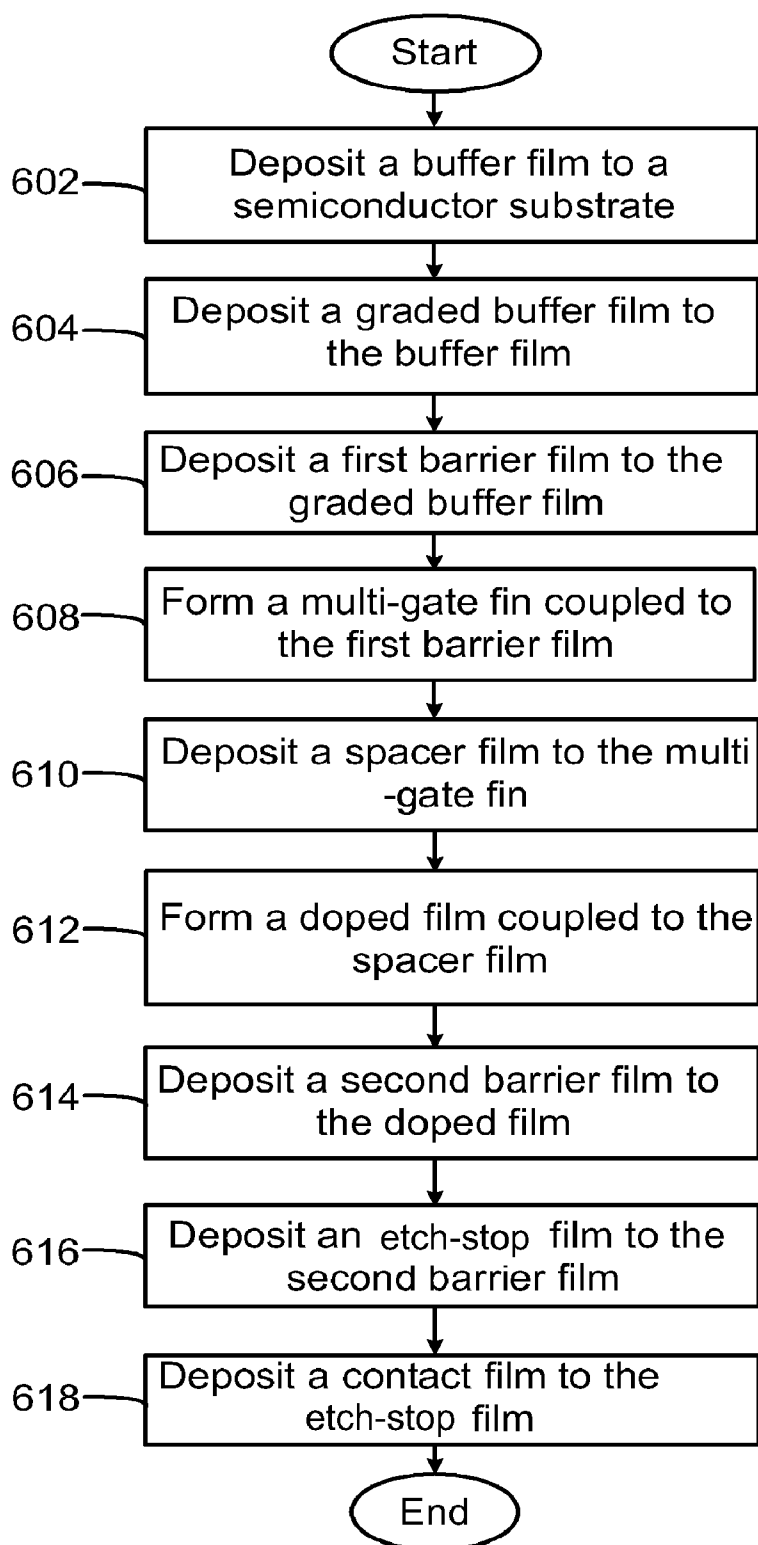 Start
602
Deposit a buffer film to a
semiconductor substrate
604
Deposit a graded buffer film to
the buffer film
606
Deposit a first barrier film to the
graded buffer film
608
Form a multi-gate fin coupled to
the first barrier film
610
Deposit a spacer film to the multi
-gate fin
612
Form a doped film coupled to the
spacer film
614
Deposit a second barrier film to
the doped film
616
Deposit an etch-stop film to the
second barrier film
618
Deposit a contact film to the
etch-stop film
End